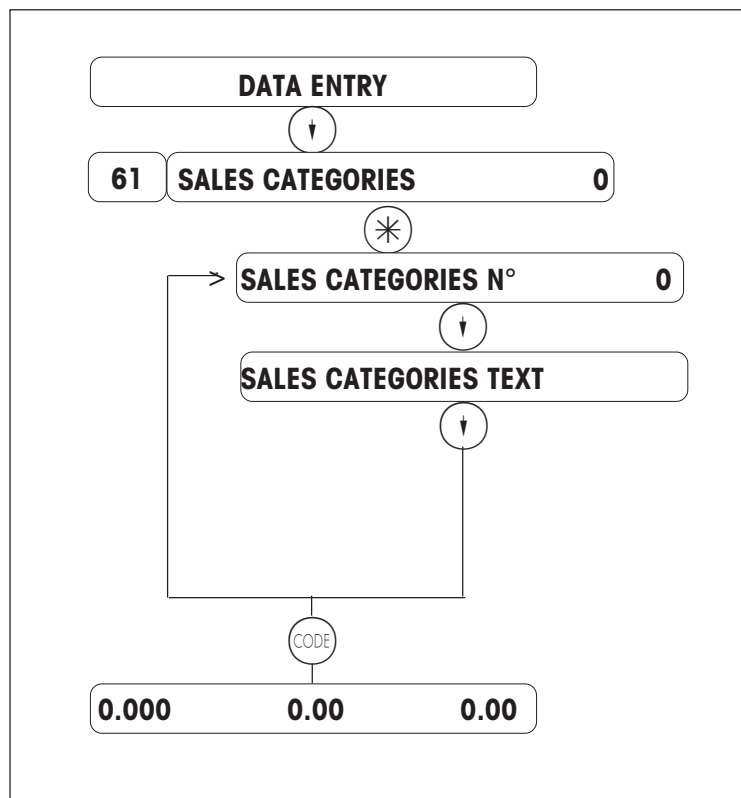 DATA ENTRY
61 SALES CATEGORIES 0
SALES CATEGORIES N° 0
SALES CATEGORIES TEXT
CODE
0.000 0.00 0.00